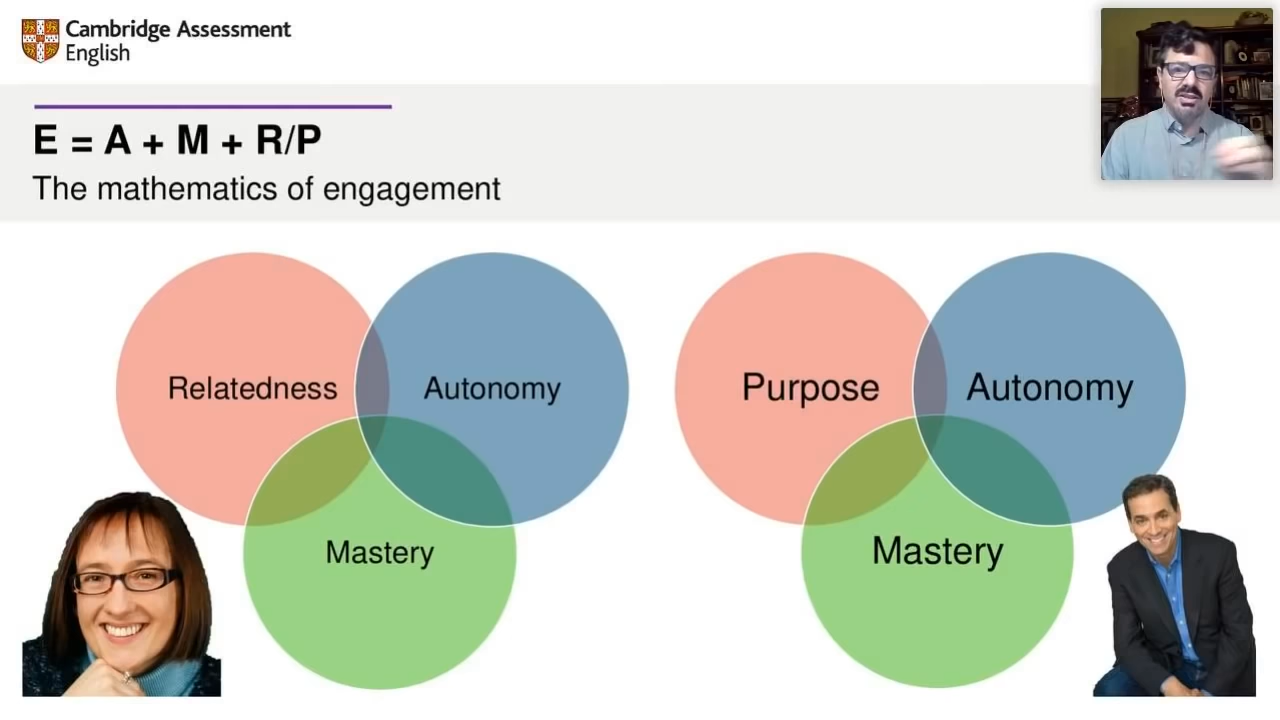 Cambridge Assessment
English
E = A + M + R/P
The mathematics of engagement
Relatedness
Autonomy
Mastery
Purpose
Autonomy
Mastery